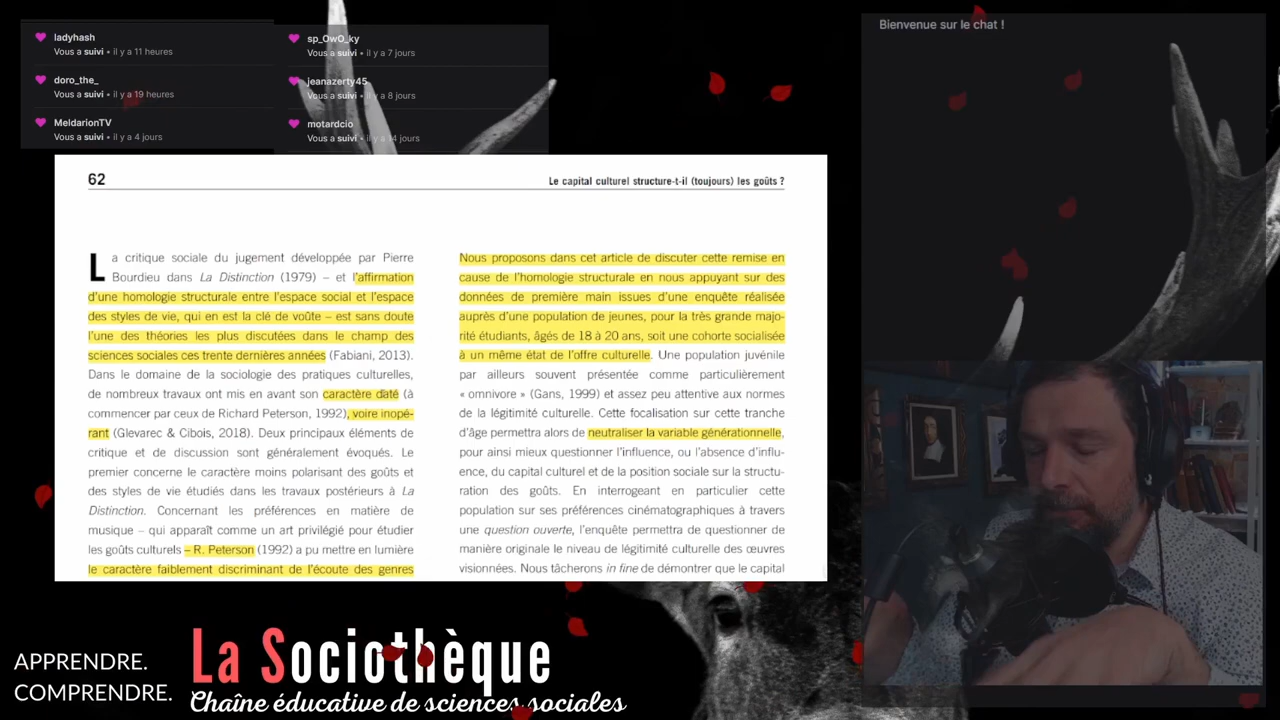 ladyhash
Vous a suivi • il y a 11 heures
doro_the_
Vous a suivi • il y a 19 heures
MeldarionTV
Vous a suivi • il y a 4 jours
sp_OwO_ky
Vous a suivi • il y a 7 jours
jeanazerty45
Vous a suivi • il y a 8 jours
motardcio
Vous a suivi • il y a 14 jours
Bienvenue sur le chat !
62
Le capital culturel structure-t-il (toujours) les goûts ?
La critique sociale du jugement développée par Pierre
Bourdieu dans La Distinction (1979) – et l'affirmation
d'une homologie structurale entre l'espace social et l'espace
des styles de vie, qui en est la clé de voûte – est sans doute
l'une des théories les plus discutées dans le champ des
sciences sociales ces trente dernières années (Fabiani, 2013).
Dans le domaine de la sociologie des pratiques culturelles,
de nombreux travaux ont mis en avant son caractère daté (à
commencer par ceux de Richard Peterson, 1992), voire inopé-
rant (Glevarec & Cibois, 2018). Deux principaux éléments de
critique et de discussion sont généralement évoqués. Le
premier concerne le caractère moins polarisant des goûts et
des styles de vie étudiés dans les travaux postérieurs à La
Distinction. Concernant les préférences en matière de
musique – qui apparaît comme un art privilégié pour étudier
les goûts culturels – R. Peterson (1992) a pu mettre en lumière
le caractère faiblement discriminant de l'écoute des genres
Nous proposons dans cet article de discuter cette remise en
cause de l'homologie structurale en nous appuyant sur des
données de première main issues d'une enquête réalisée
auprès d'une population de jeunes, pour la très grande majo-
rité étudiants, âgés de 18 à 20 ans, soit une cohorte socialisée
à un même état de l'offre culturelle. Une population juvénile
par ailleurs souvent présentée comme particulièrement
« omnivore » (Gans, 1999) et assez peu attentive aux normes
de la légitimité culturelle. Cette focalisation sur cette tranche
d'âge permettra alors de neutraliser la variable générationnelle,
pour ainsi mieux questionner l'influence, ou l'absence d'influ-
ence, du capital culturel et de la position sociale sur la structu-
ration des goûts. En interrogeant en particulier cette
population sur ses préférences cinématographiques à travers
une question ouverte, l'enquête permettra de questionner de
manière originale le niveau de légitimité culturelle des œuvres
visionnées. Nous tâcherons in fine de démontrer que le capital
APPRENDRE.
COMPRENDRE.
La Sociothèque
Chaîne éducative de sciences sociales